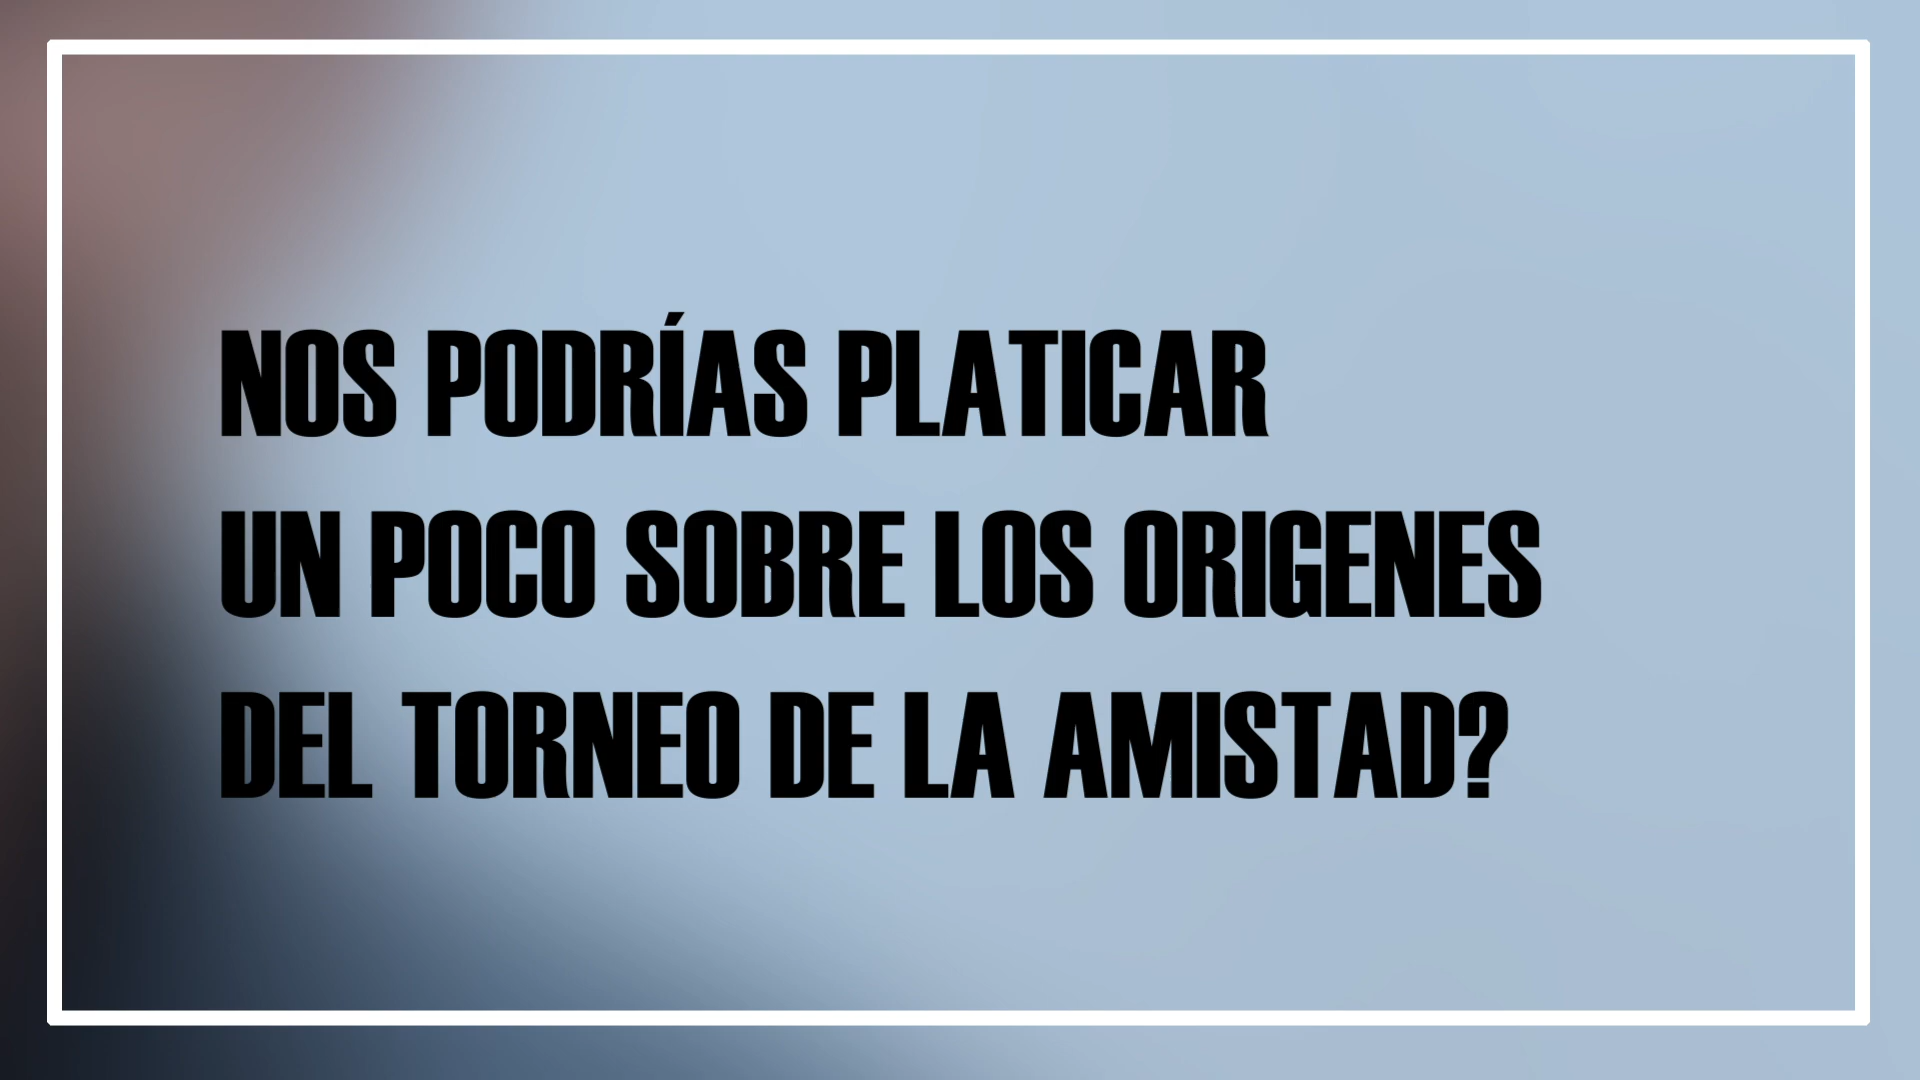 NOS PODRÍAS PLATICAR
UN POCO SOBRE LOS ORIGENES
DEL TORNEO DE LA AMISTAD?